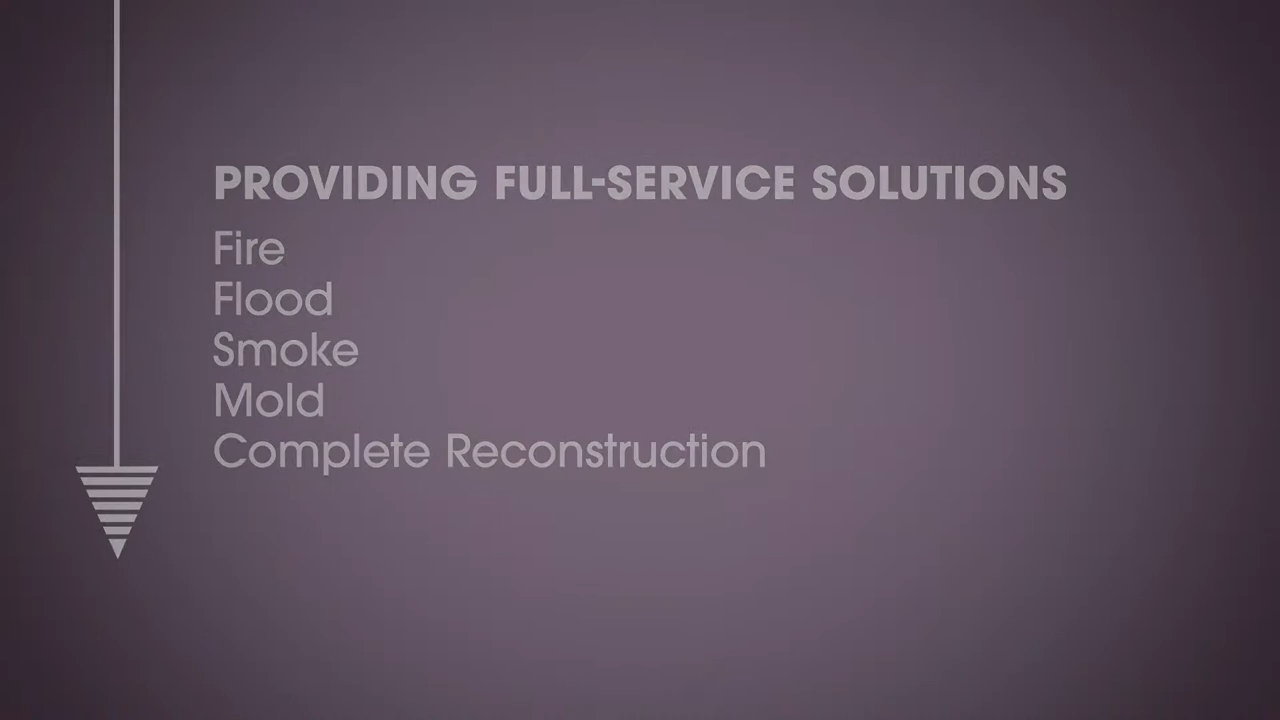 PROVIDING FULL-SERVICE SOLUTIONS
Fire
Flood
Smoke
Mold
Complete Reconstruction